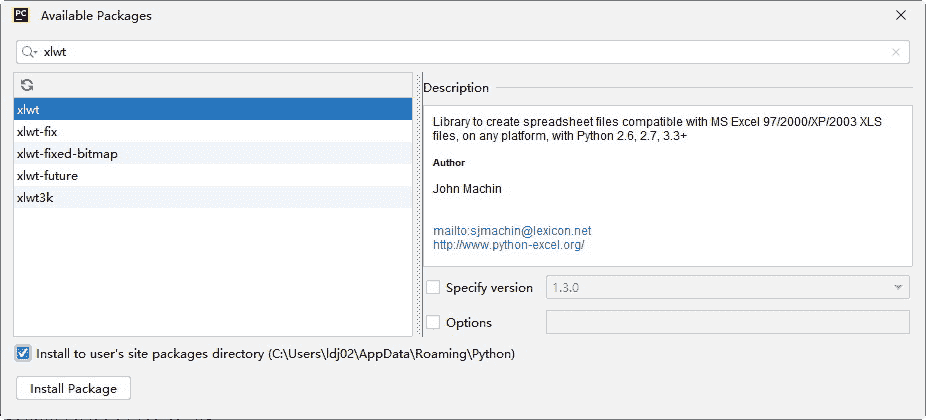 PC Available Packages
xlwt
xlwt
xlwt-fix
xlwt-fixed-bitmap
xlwt-future
xlwt3k
Description
Library to create spreadsheet files compatible with MS Excel 97/2000/XP/2003 XLS
files, on any platform, with Python 2.6, 2.7, 3.3+
Author
John Machin
mailto:sjmachin@lexicon.net
http://www.python-excel.org/
Specify version 1.3.0
Options
Install to user's site packages directory (C:\Users\ldj02\AppData\Roaming\Python)
Install Package